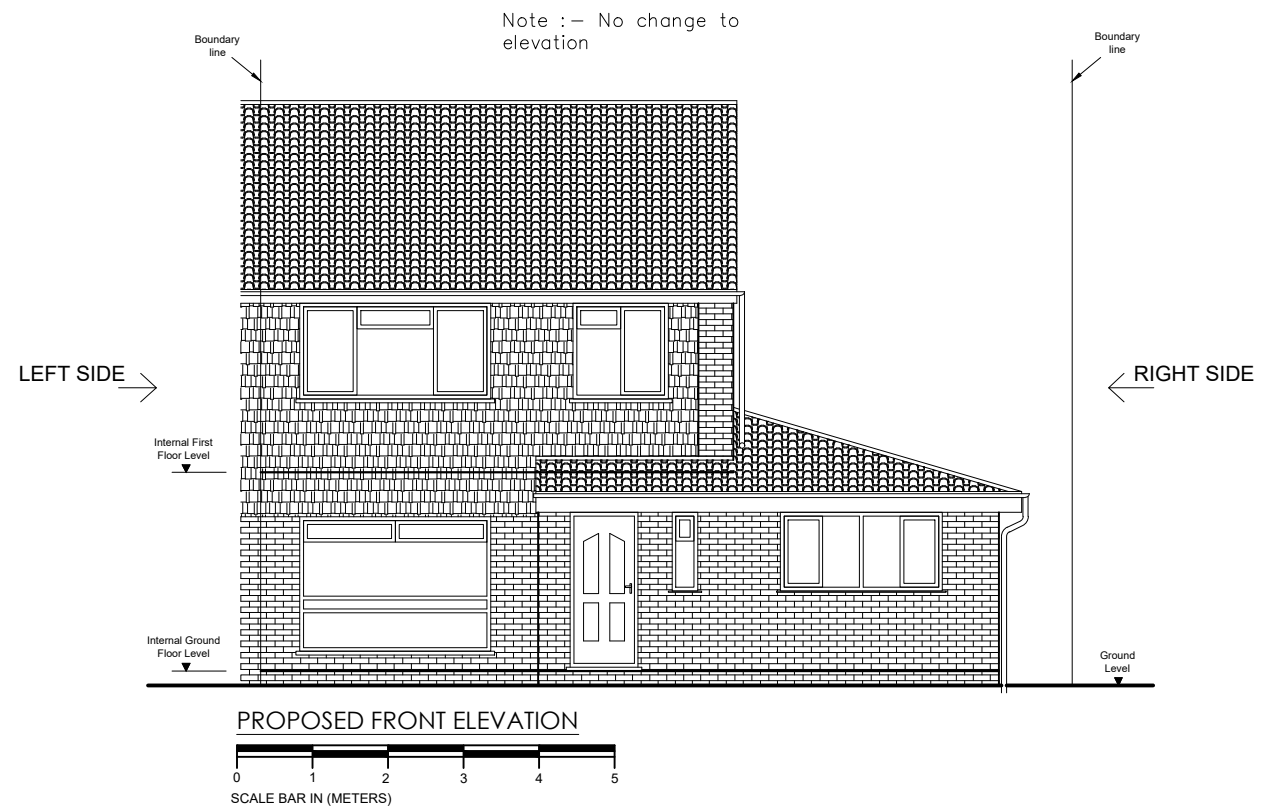 Note :– No change to
elevation
Boundary
line
Boundary
line
LEFT SIDE
RIGHT SIDE
Internal First
Floor Level
Internal Ground
Floor Level
Ground
Level
PROPOSED FRONT ELEVATION
0 1 2 3 4 5
SCALE BAR IN (METERS)